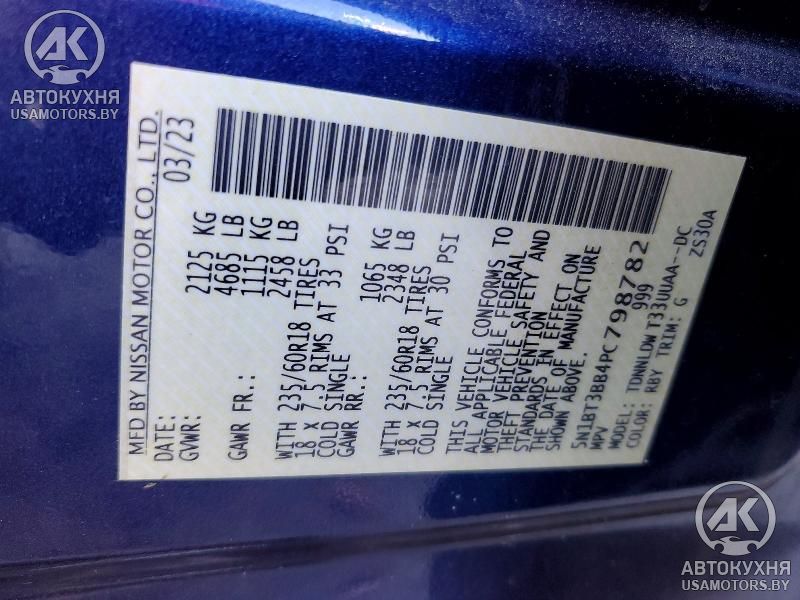 AK
АВТОКУХНЯ
USAMOTORS.BY
MFD BY NISSAN MOTOR CO., LTD.
DATE: 03/23
GVWR: 2125 KG
4685 LB
GAWR FR.: 1115 KG
2458 LB
WITH 235/60R18 TIRES
18 X 7.5 RIMS AT 33 PSI
COLD SINGLE
GAWR RR.: 1065 KG
2348 LB
WITH 235/60R18 TIRES
18 X 7.5 RIMS AT 30 PSI
COLD SINGLE
THIS VEHICLE CONFORMS TO
ALL APPLICABLE FEDERAL
MOTOR VEHICLE SAFETY AND
THEFT PREVENTION
STANDARDS IN EFFECT ON
THE DATE OF MANUFACTURE
SHOWN ABOVE.
5N1BT3BB4PC798782
MPV 999
MODEL: TDNNLDW T33UUAA--DC
COLOR: RBY TRIM: G ZS30A
AK
АВТОКУХНЯ
USAMOTORS.BY